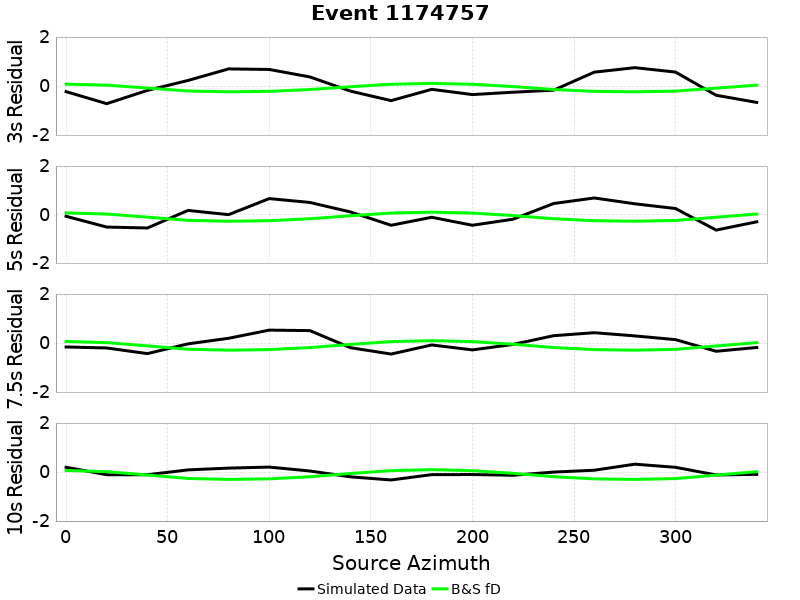 Event 1174757
3s Residual
2
0
-2
5s Residual
2
0
-2
7.5s Residual
2
0
-2
10s Residual
2
0
-2
0 50 100 150 200 250 300
Source Azimuth
Simulated Data B&S fD